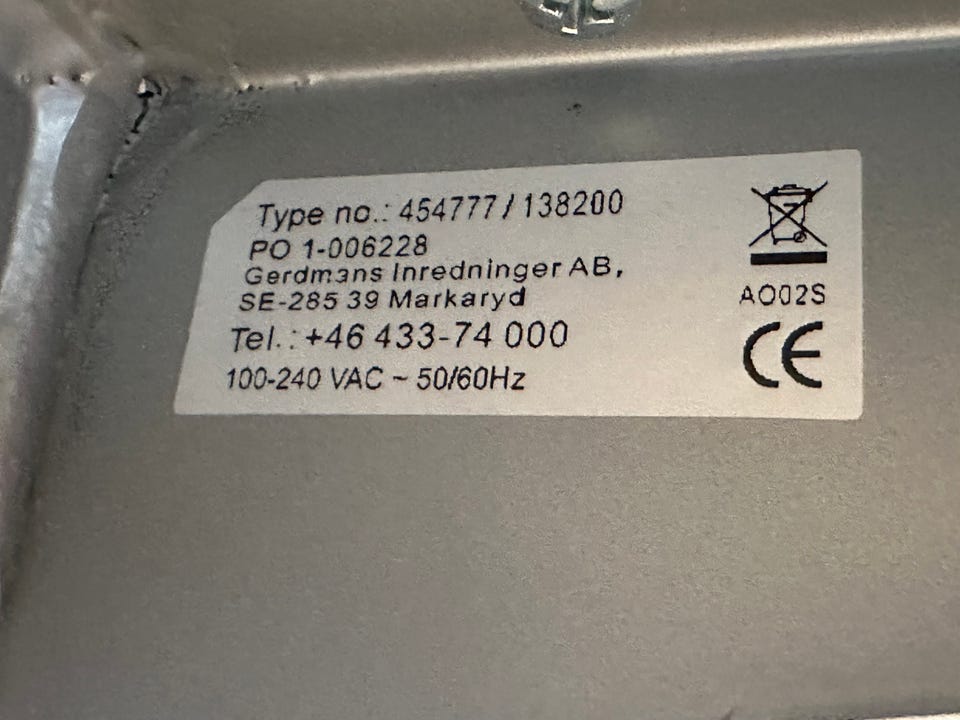 Type no.: 454777/138200
PO 1-006228
Gerdmans Inredninger AB,
SE-285 39 Markaryd
Tel.: +46 433-74 000
100-240 VAC ~ 50/60Hz
AO02S
CE